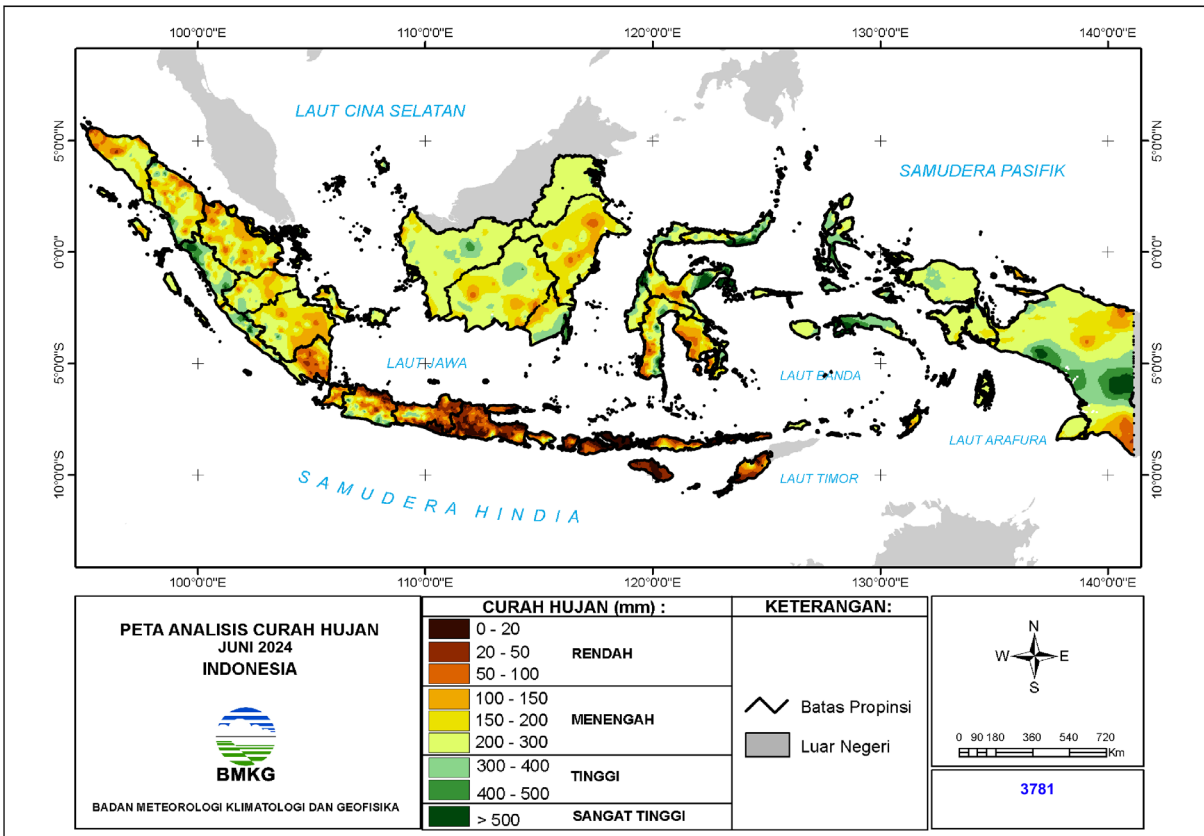 100°0'0"E 110°0'0"E 120°0'0"E 130°0'0"E 140°0'0"E
LAUT CINA SELATAN
5°0'0"N 5°0'0"N
SAMUDERA PASIFIK
0°0'0" 0°0'0"
5°0'0"S LAUT JAWA LAUT BANDA 5°0'0"S
LAUT ARAFURA
10°0'0"S LAUT TIMOR 10°0'0"S
SAMUDERA HINDIA
100°0'0"E 110°0'0"E 120°0'0"E 130°0'0"E 140°0'0"E
PETA ANALISIS CURAH HUJAN
JUNI 2024
INDONESIA
BMKG
BADAN METEOROLOGI KLIMATOLOGI DAN GEOFISIKA
CURAH HUJAN (mm) :
0 - 20
20 - 50 RENDAH
50 - 100
100 - 150
150 - 200 MENENGAH
200 - 300
300 - 400
TINGGI
400 - 500
> 500 SANGAT TINGGI
KETERANGAN:
Batas Propinsi
Luar Negeri
N
W E
S
0 90 180 360 540 720
Km
3781